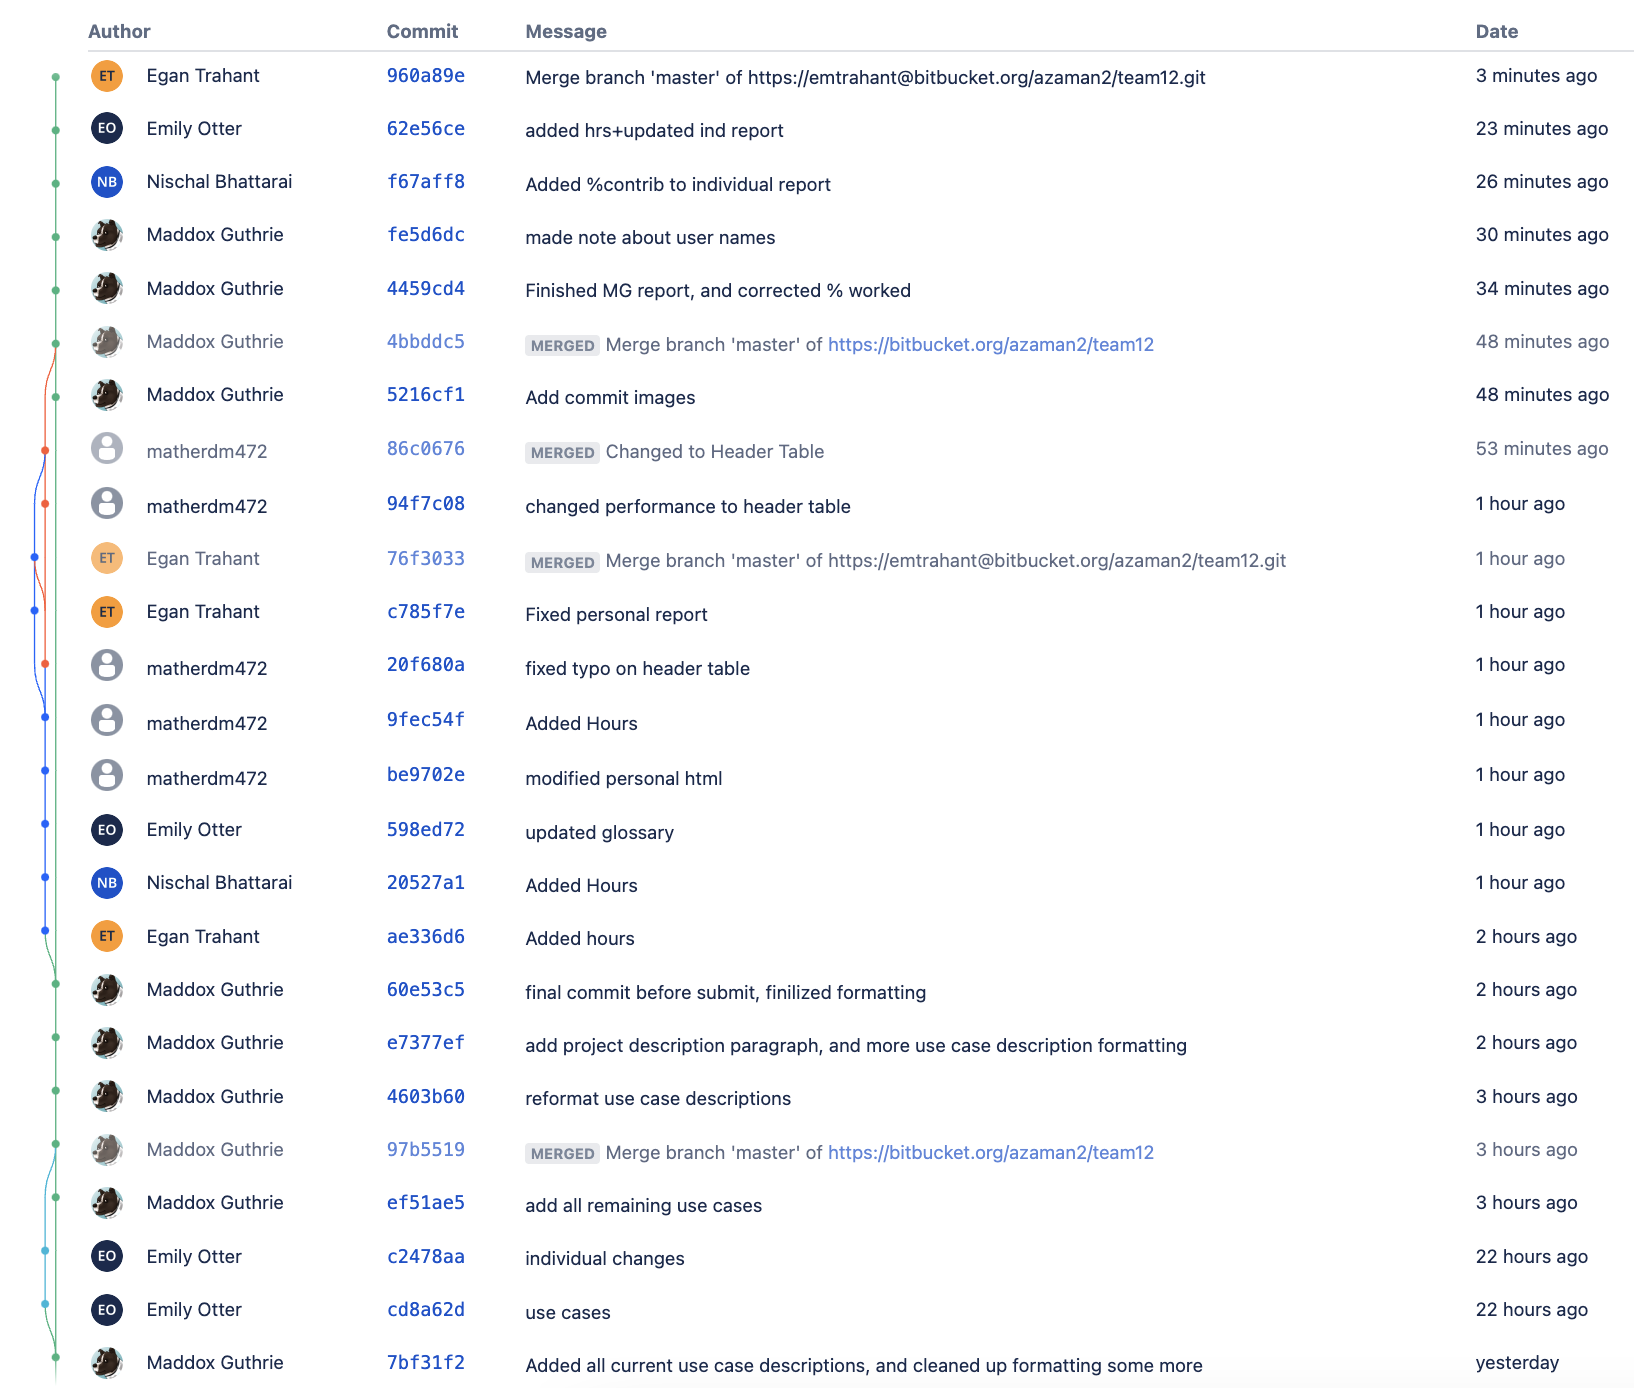 Author Commit Message Date
ET Egan Trahant 960a89e Merge branch 'master' of https://emtrahant@bitbucket.org/azaman2/team12.git 3 minutes ago
EO Emily Otter 62e56ce added hrs+updated ind report 23 minutes ago
NB Nischal Bhattarai f67aff8 Added %contrib to individual report 26 minutes ago
Maddox Guthrie fe5d6dc made note about user names 30 minutes ago
Maddox Guthrie 4459cd4 Finished MG report, and corrected % worked 34 minutes ago
Maddox Guthrie 4bbddc5 MERGED Merge branch 'master' of https://bitbucket.org/azaman2/team12 48 minutes ago
Maddox Guthrie 5216cf1 Add commit images 48 minutes ago
matherdm472 86c0676 MERGED Changed to Header Table 53 minutes ago
matherdm472 94f7c08 changed performance to header table 1 hour ago
ET Egan Trahant 76f3033 MERGED Merge branch 'master' of https://emtrahant@bitbucket.org/azaman2/team12.git 1 hour ago
ET Egan Trahant c785f7e Fixed personal report 1 hour ago
matherdm472 20f680a fixed typo on header table 1 hour ago
matherdm472 9fec54f Added Hours 1 hour ago
matherdm472 be9702e modified personal html 1 hour ago
EO Emily Otter 598ed72 updated glossary 1 hour ago
NB Nischal Bhattarai 20527a1 Added Hours 1 hour ago
ET Egan Trahant ae336d6 Added hours 2 hours ago
Maddox Guthrie 60e53c5 final commit before submit, finilized formatting 2 hours ago
Maddox Guthrie e7377ef add project description paragraph, and more use case description formatting 2 hours ago
Maddox Guthrie 4603b60 reformat use case descriptions 3 hours ago
Maddox Guthrie 97b5519 MERGED Merge branch 'master' of https://bitbucket.org/azaman2/team12 3 hours ago
Maddox Guthrie ef51ae5 add all remaining use cases 3 hours ago
EO Emily Otter c2478aa individual changes 22 hours ago
EO Emily Otter cd8a62d use cases 22 hours ago
Maddox Guthrie 7bf31f2 Added all current use case descriptions, and cleaned up formatting some more yesterday